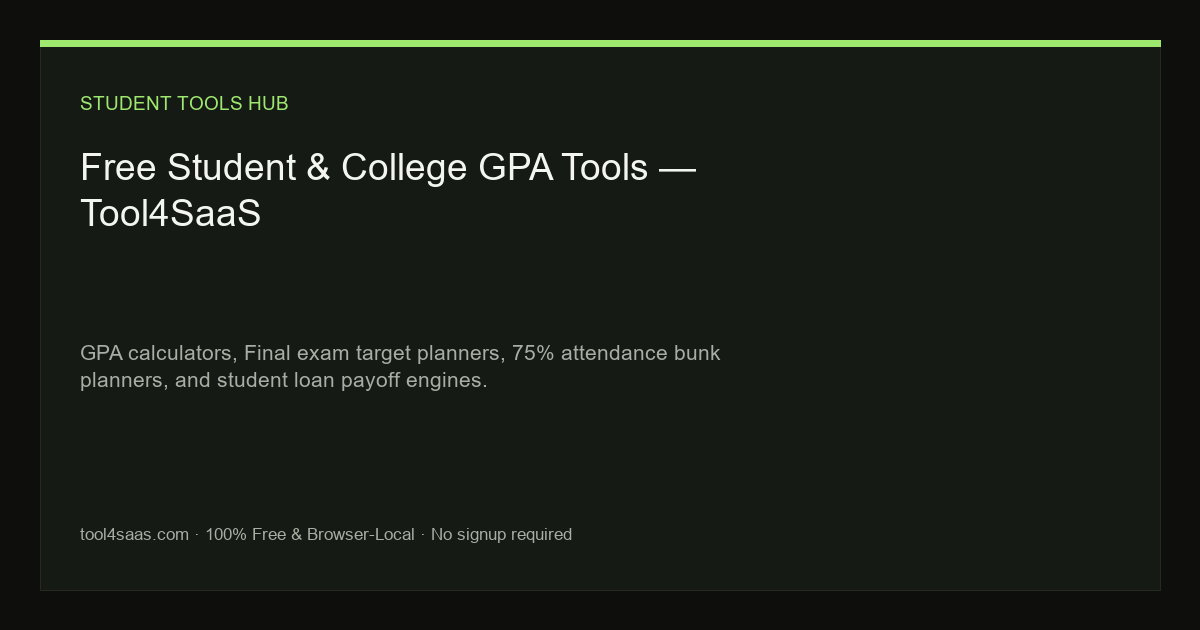 STUDENT TOOLS HUB
Free Student & College GPA Tools —
Tool4SaaS
GPA calculators, Final exam target planners, 75% attendance bunk
planners, and student loan payoff engines.
tool4saas.com · 100% Free & Browser-Local · No signup required